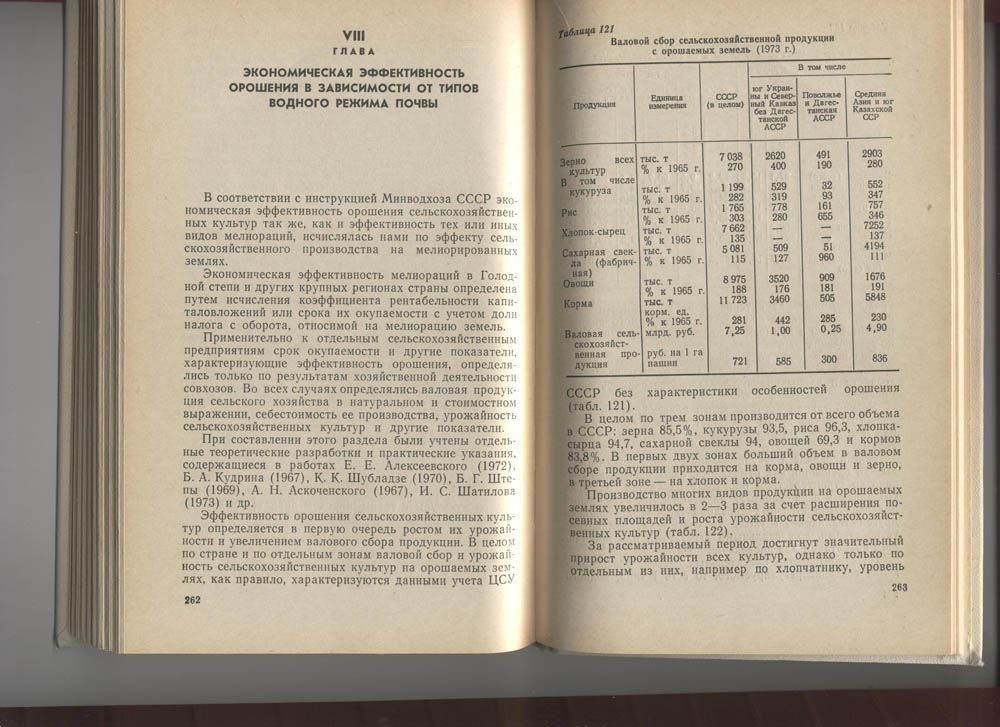 VIII
ГЛАВА
ЭКОНОМИЧЕСКАЯ ЭФФЕКТИВНОСТЬ
ОРОШЕНИЯ В ЗАВИСИМОСТИ ОТ ТИПОВ
ВОДНОГО РЕЖИМА ПОЧВЫ
В соответствии с инструкцией Минводхоза СССР эко-
номическая эффективность орошения сельскохозяйствен-
ных культур так же, как и эффективность тех или иных
видов мелиораций, исчислялась нами по эффекту сель-
скохозяйственного производства на мелиорированных
землях.
Экономическая эффективность мелиораций в Голод-
ной степи и других крупных регионах страны определена
путем исчисления коэффициента рентабельности капи-
таловложений или срока их окупаемости с учетом доли
налога с оборота, относимой на мелиорацию земель.
Применительно к отдельным сельскохозяйственным
предприятиям срок окупаемости и другие показатели,
характеризующие эффективность орошения, определя-
лись только по результатам хозяйственной деятельности
совхозов. Во всех случаях определялись валовая продук-
ция сельского хозяйства в натуральном и стоимостном
выражении, себестоимость ее производства, урожайность
сельскохозяйственных культур и другие показатели.
При составлении этого раздела были учтены отдель-
ные теоретические разработки и практические указания,
содержащиеся в работах Е. Е. Алексеевского (1972),
Б. А. Кудрина (1967), К. К. Шубладзе (1970), Б. Г. Ште-
пы (1969), А. Н. Аскоченского (1967), И. С. Шатилова
(1973) и др.
Эффективность орошения сельскохозяйственных куль-
тур определяется в первую очередь ростом их урожай-
ности и увеличением валового сбора продукции. В целом
по стране и по отдельным зонам валовой сбор и урожай-
ность сельскохозяйственных культур на орошаемых зем-
лях, как правило, характеризуются данными учета ЦСУ
262
Таблица 121
Валовой сбор сельскохозяйственной продукции
с орошаемых земель (1973 г.)
В том числе
Продукция Единица измерения СССР (в целом) юг Украи-ны и Север-ный Кавказ без Дагес-танской АССР Поволжье и Дагес-танская АССР Средняя Азия и юг Казахской ССР
Зерно всех тыс. т 7 038 2620 491 2903
культур % к 1965 г. 270 400 190 280
В том числе
кукуруза тыс. т 1 199 529 32 552
% к 1965 г. 282 319 93 347
Рис тыс. т 1 765 778 161 757
% к 1965 г. 303 280 655 346
Хлопок-сырец тыс. т 7 662 — — 7252
% к 1965 г. 135 — — 137
Сахарная свек- тыс. т 5 081 509 51 4194
ла (фабрич- % к 1965 г. 115 127 960 111
ная)
Овощи тыс. т 8 975 3520 909 1676
% к 1965 г. 188 176 181 191
Корма тыс. т 11 723 3460 505 5848
корм. ед.
% к 1965 г. 281 442 285 230
Валовая сель- млрд. руб. 7,25 1,00 0,25 4,90
скохозяйст-
венная про- руб. на 1 га
дукция пашни 721 585 300 836
СССР без характеристики особенностей орошения
(табл. 121).
В целом по трем зонам производится от всего объема
в СССР: зерна 85,5%, кукурузы 93,5, риса 96,3, хлопка-
сырца 94,7, сахарной свеклы 94, овощей 69,3 и кормов
83,8%. В первых двух зонах больший объем в валовом
сборе продукции приходится на корма, овощи и зерно,
в третьей зоне — на хлопок и корма.
Производство многих видов продукции на орошаемых
землях увеличилось в 2—3 раза за счет расширения по-
севных площадей и роста урожайности сельскохозяйст-
венных культур (табл. 122).
За рассматриваемый период достигнут значительный
прирост урожайности всех культур, однако только по
отдельным из них, например по хлопчатнику, уровень
263